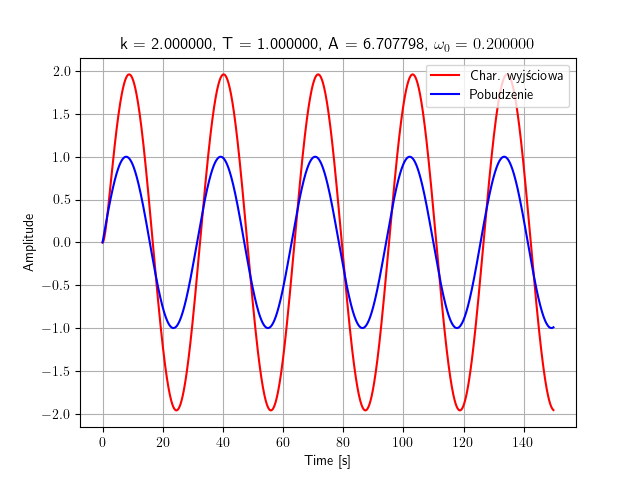 k = 2.000000, T = 1.000000, A = 6.707798, ω₀ = 0.200000
Char. wyjściowa
Pobudzenie
2.0
1.5
1.0
0.5
0.0
−0.5
−1.0
−1.5
−2.0
Amplitude
0 20 40 60 80 100 120 140
Time [s]